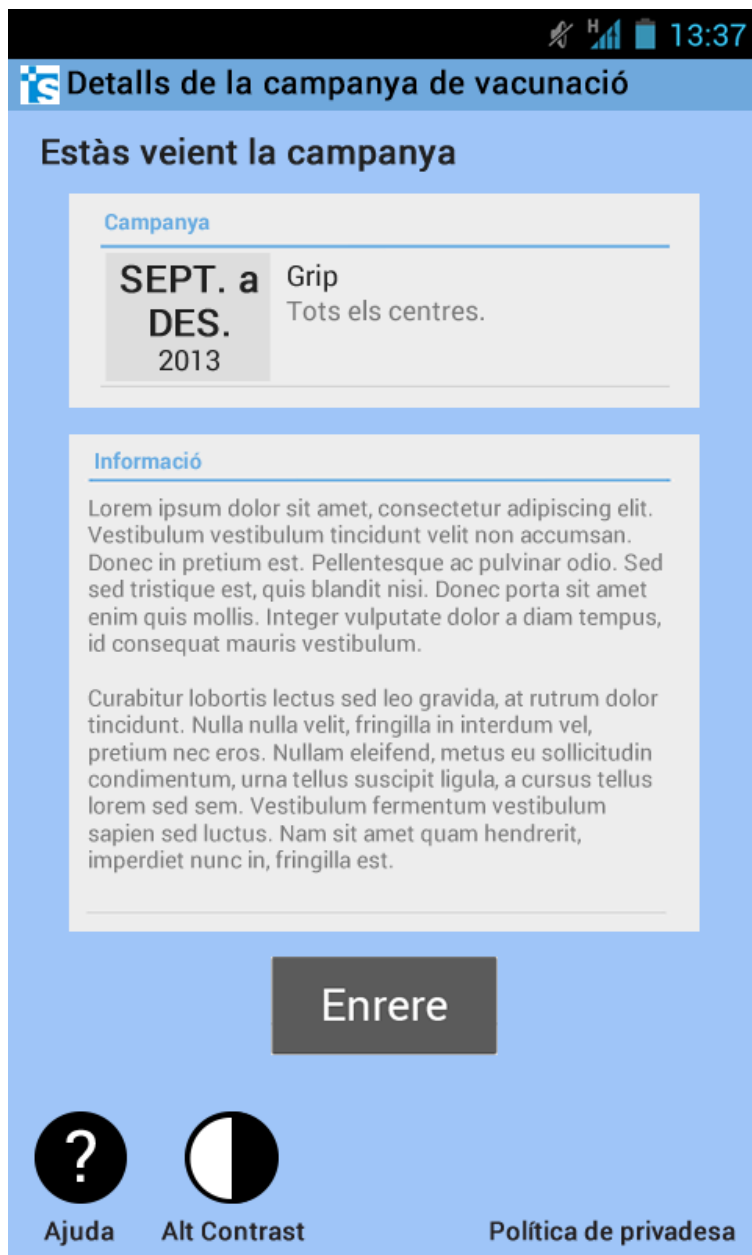 H 13:37
S Detalls de la campanya de vacunació
Estàs veient la campanya
Campanya
SEPT. a
DES.
2013
Grip
Tots els centres.
Informació
Lorem ipsum dolor sit amet, consectetur adipiscing elit.
Vestibulum vestibulum tincidunt velit non accumsan.
Donec in pretium est. Pellentesque ac pulvinar odio. Sed
sed tristique est, quis blandit nisi. Donec porta sit amet
enim quis mollis. Integer vulputate dolor a diam tempus,
id consequat mauris vestibulum.
Curabitur lobortis lectus sed leo gravida, at rutrum dolor
tincidunt. Nulla nulla velit, fringilla in interdum vel,
pretium nec eros. Nullam eleifend, metus eu sollicitudin
condimentum, urna tellus suscipit ligula, a cursus tellus
lorem sed sem. Vestibulum fermentum vestibulum
sapien sed luctus. Nam sit amet quam hendrerit,
imperdiet nunc in, fringilla est.
Enrere
?
Ajuda Alt Contrast Política de privadesa